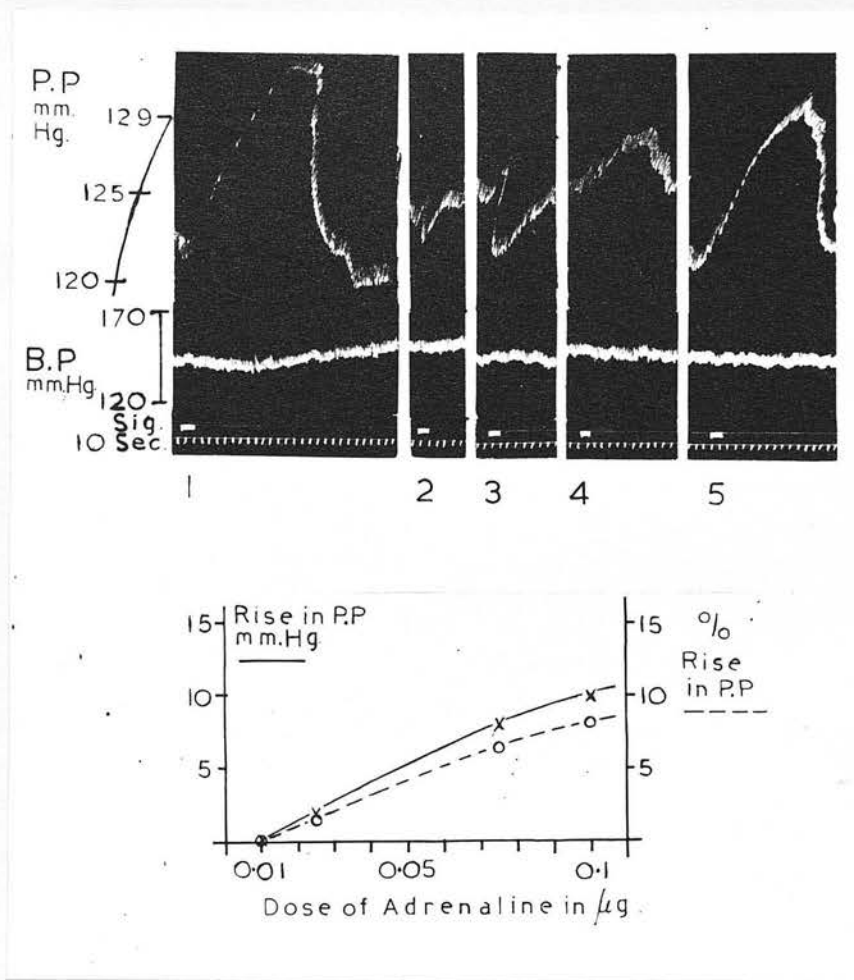 P.P
mm.
Hg.
129
125
120
170
B.P
mm.Hg.
120
Sig.
10 Sec.
1 2 3 4 5
15
10
5
Rise in P.P
mm.Hg.
15
10
5
%
Rise
in P.P
0.01 0.05 0.1
Dose of Adrenaline in µg.